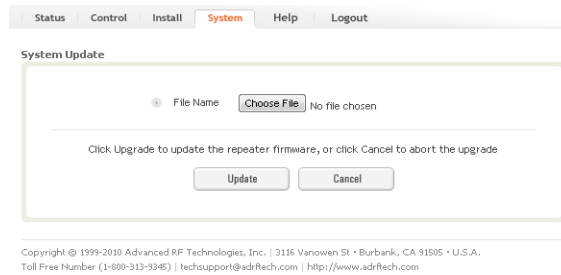 Status Control Install System Help Logout
System Update
File Name Choose File No file chosen
Click Upgrade to update the repeater firmware, or click Cancel to abort the upgrade
Update Cancel
Copyright © 1999-2010 Advanced RF Technologies, Inc. | 3116 Vanowen St • Burbank, CA 91505 • U.S.A.
Toll Free Number (1-800-313-9345) | techsupport@adrftech.com | http://www.adrftech.com